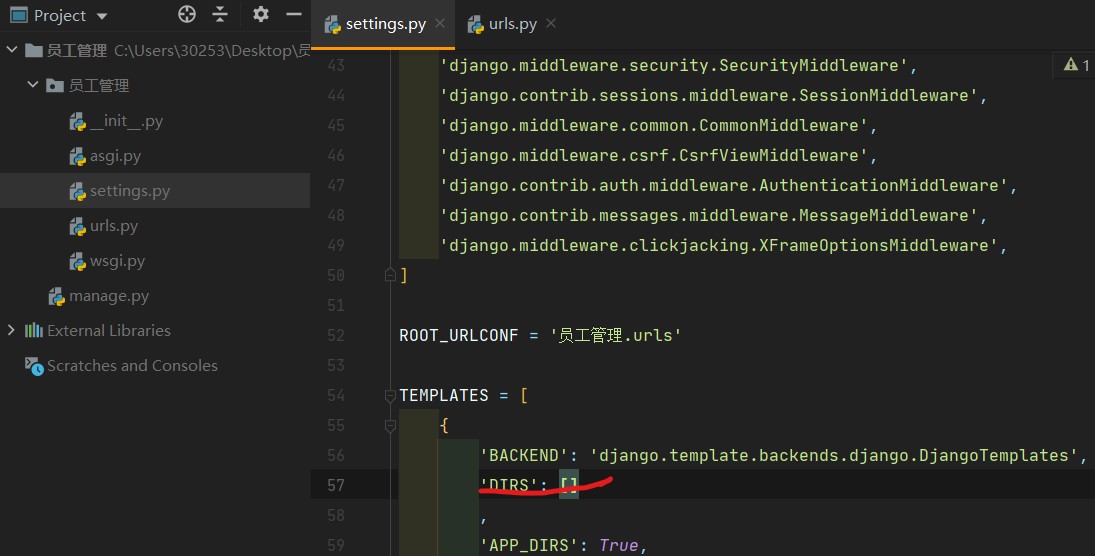 Project
员工管理 C:\Users\30253\Desktop\员
员工管理
__init__.py
asgi.py
settings.py
urls.py
wsgi.py
manage.py
External Libraries
Scratches and Consoles
settings.py
urls.py
1
43 'django.middleware.security.SecurityMiddleware',
44 'django.contrib.sessions.middleware.SessionMiddleware',
45 'django.middleware.common.CommonMiddleware',
46 'django.middleware.csrf.CsrfViewMiddleware',
47 'django.contrib.auth.middleware.AuthenticationMiddleware',
48 'django.contrib.messages.middleware.MessageMiddleware',
49 'django.middleware.clickjacking.XFrameOptionsMiddleware',
50 ]
51
52 ROOT_URLCONF = '员工管理.urls'
53
54 TEMPLATES = [
55 {
56 'BACKEND': 'django.template.backends.django.DjangoTemplates',
57 'DIRS': []
58 ,
59 'APP_DIRS': True,